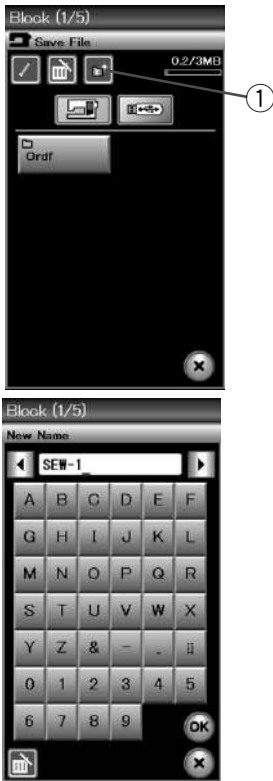 Block (1/5)
Save File
0.2/3MB
1
Ordf
Block (1/5)
New Name
SEW-1_
A B C D E F
G H I J K L
M N O P Q R
S T U V W X
Y Z & - _
0 1 2 3 4 5
6 7 8 9
OK